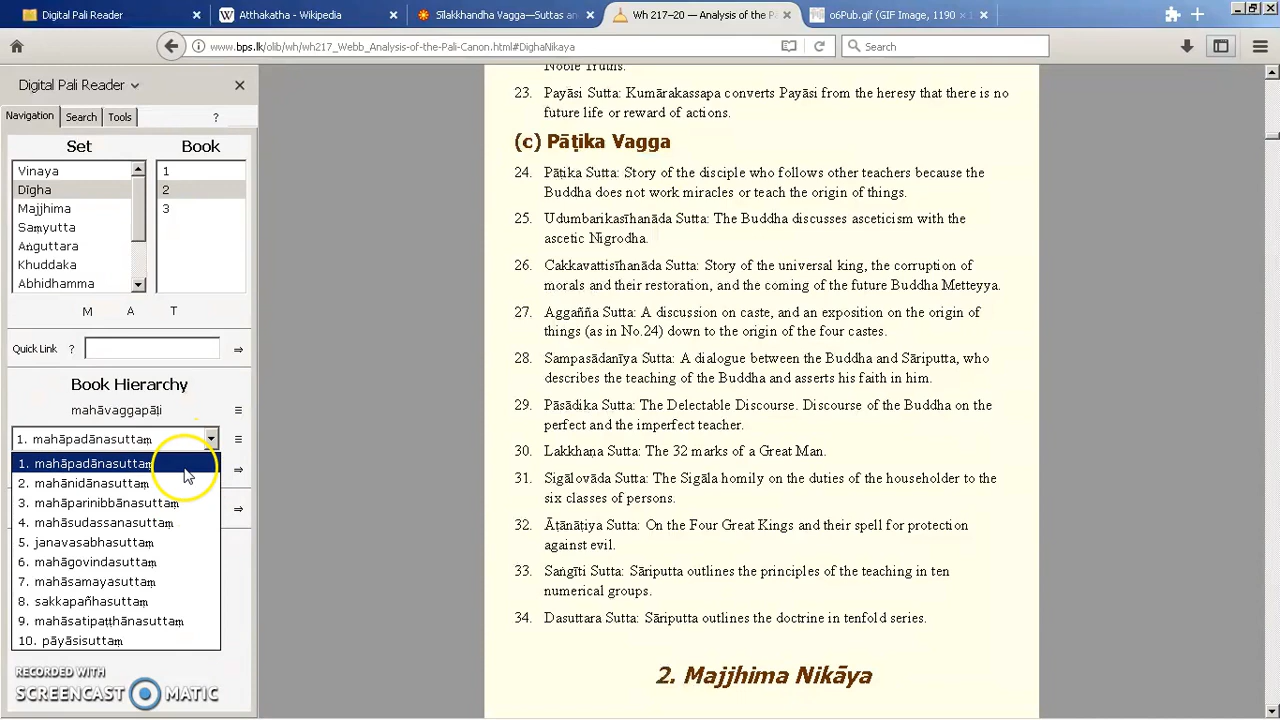 Digital Pali Reader
Atthakatha - Wikipedia
Sīlakkhandha Vagga—Suttas an
Wh 217–20 — Analysis of the P
o6Pub.gif (GIF Image, 1190 ×
www.bps.lk/olib/wh/wh217_Webb_Analysis-of-the-Pali-Canon.html#DighaNikaya
Search
Digital Pali Reader
Navigation Search Tools ?
Set Book
Vinaya 1
Dīgha 2
Majjhima 3
Saṃyutta
Aṅguttara
Khuddaka
Abhidhamma
M A T
Quick Link ?
Book Hierarchy
mahāvaggapāḷi
1. mahāpadānasuttaṃ
1. mahāpadānasuttaṃ
2. mahānidānasuttaṃ
3. mahāparinibbānasuttaṃ
4. mahāsudassanasuttaṃ
5. janavasabhasuttaṃ
6. mahāgovindasuttaṃ
7. mahāsamayasuttaṃ
8. sakkapañhasuttaṃ
9. mahāsatipaṭṭhānasuttaṃ
10. pāyāsisuttaṃ
RECORDED WITH
SCREENCAST MATIC
Noble Truths.
23. Payāsi Sutta: Kumārakassapa converts Payāsi from the heresy that there is no
future life or reward of actions.
(c) Pāṭika Vagga
24. Pāṭika Sutta: Story of the disciple who follows other teachers because the
Buddha does not work miracles or teach the origin of things.
25. Udumbarikasīhanāda Sutta: The Buddha discusses asceticism with the
ascetic Nigrodha.
26. Cakkavattisīhanāda Sutta: Story of the universal king, the corruption of
morals and their restoration, and the coming of the future Buddha Metteyya.
27. Aggañña Sutta: A discussion on caste, and an exposition on the origin of
things (as in No.24) down to the origin of the four castes.
28. Sampasādanīya Sutta: A dialogue between the Buddha and Sāriputta, who
describes the teaching of the Buddha and asserts his faith in him.
29. Pāsādika Sutta: The Delectable Discourse. Discourse of the Buddha on the
perfect and the imperfect teacher.
30. Lakkhaṇa Sutta: The 32 marks of a Great Man.
31. Sigālovāda Sutta: The Sigāla homily on the duties of the householder to the
six classes of persons.
32. Āṭānāṭiya Sutta: On the Four Great Kings and their spell for protection
against evil.
33. Saṅgīti Sutta: Sāriputta outlines the principles of the teaching in ten
numerical groups.
34. Dasuttara Sutta: Sāriputta outlines the doctrine in tenfold series.
2. Majjhima Nikāya